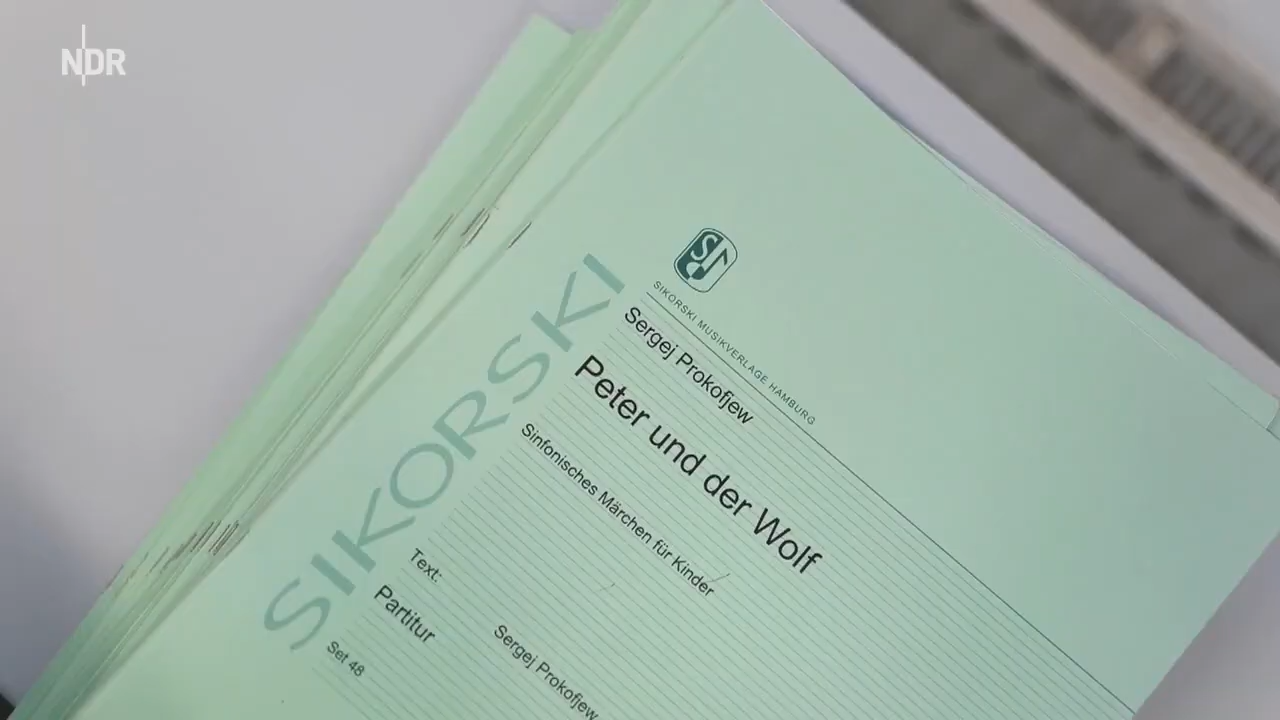 NDR
SIKORSKI MUSIKVERLAGE HAMBURG
Sergej Prokofjew
Peter und der Wolf
Sinfonisches Märchen für Kinder
Text:
Sergej Prokofjew
Partitur
Set 48
SIKORSKI